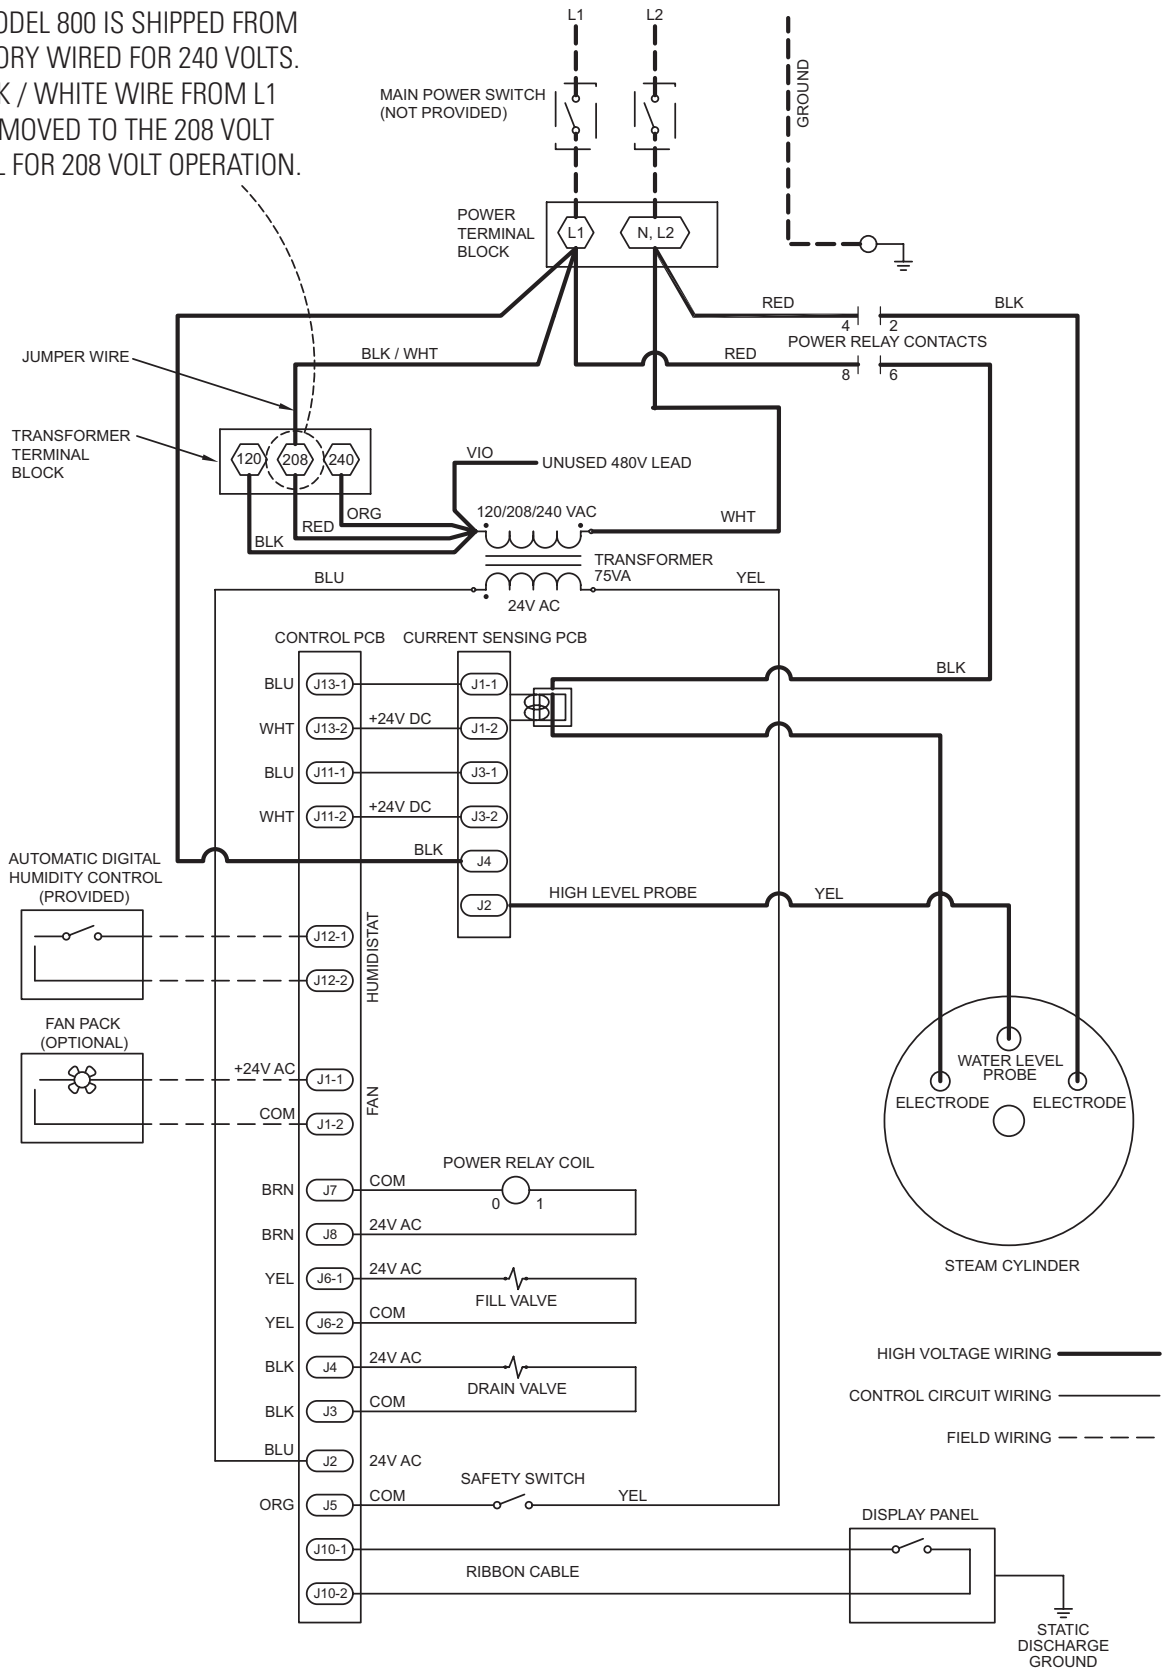 ODEL 800 IS SHIPPED FROM
ORY WIRED FOR 240 VOLTS.
K / WHITE WIRE FROM L1
MOVED TO THE 208 VOLT
L FOR 208 VOLT OPERATION.
L1
L2
MAIN POWER SWITCH
(NOT PROVIDED)
GROUND
POWER
TERMINAL
BLOCK
L1
N, L2
RED
BLK
4
2
POWER RELAY CONTACTS
JUMPER WIRE
BLK / WHT
RED
8
6
TRANSFORMER
TERMINAL
BLOCK
120
208
240
VIO
UNUSED 480V LEAD
ORG
RED
BLK
120/208/240 VAC
WHT
TRANSFORMER
75VA
BLU
YEL
24V AC
CONTROL PCB
CURRENT SENSING PCB
BLK
BLU
J13-1
J1-1
WHT
J13-2
+24V DC
J1-2
BLU
J11-1
J3-1
WHT
J11-2
+24V DC
J3-2
BLK
J4
AUTOMATIC DIGITAL
HUMIDITY CONTROL
(PROVIDED)
J2
HIGH LEVEL PROBE
YEL
J12-1
J12-2
HUMIDISTAT
FAN PACK
(OPTIONAL)
+24V AC
J1-1
COM
J1-2
FAN
WATER LEVEL
PROBE
ELECTRODE
ELECTRODE
STEAM CYLINDER
POWER RELAY COIL
BRN
J7
COM
0
1
BRN
J8
24V AC
YEL
J6-1
24V AC
FILL VALVE
YEL
J6-2
COM
BLK
J4
24V AC
DRAIN VALVE
BLK
J3
COM
BLU
J2
24V AC
SAFETY SWITCH
ORG
J5
COM
YEL
HIGH VOLTAGE WIRING
CONTROL CIRCUIT WIRING
FIELD WIRING
DISPLAY PANEL
J10-1
RIBBON CABLE
J10-2
STATIC
DISCHARGE
GROUND